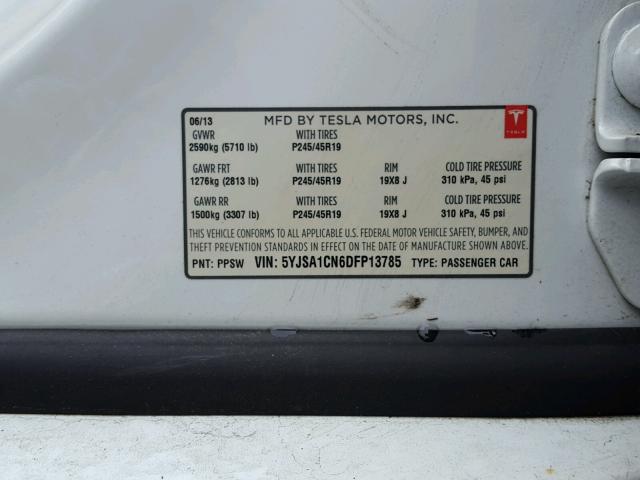 06/13 MFD BY TESLA MOTORS, INC.
TESLA
GVWR WITH TIRES
2590kg (5710 lb) P245/45R19
GAWR FRT WITH TIRES RIM COLD TIRE PRESSURE
1276kg (2813 lb) P245/45R19 19X8 J 310 kPa, 45 psi
GAWR RR WITH TIRES RIM COLD TIRE PRESSURE
1500kg (3307 lb) P245/45R19 19X8 J 310 kPa, 45 psi
THIS VEHICLE CONFORMS TO ALL APPLICABLE U.S. FEDERAL MOTOR VEHICLE SAFETY, BUMPER, AND
THEFT PREVENTION STANDARDS IN EFFECT ON THE DATE OF MANUFACTURE SHOWN ABOVE.
PNT: PPSW VIN: 5YJSA1CN6DFP13785 TYPE: PASSENGER CAR